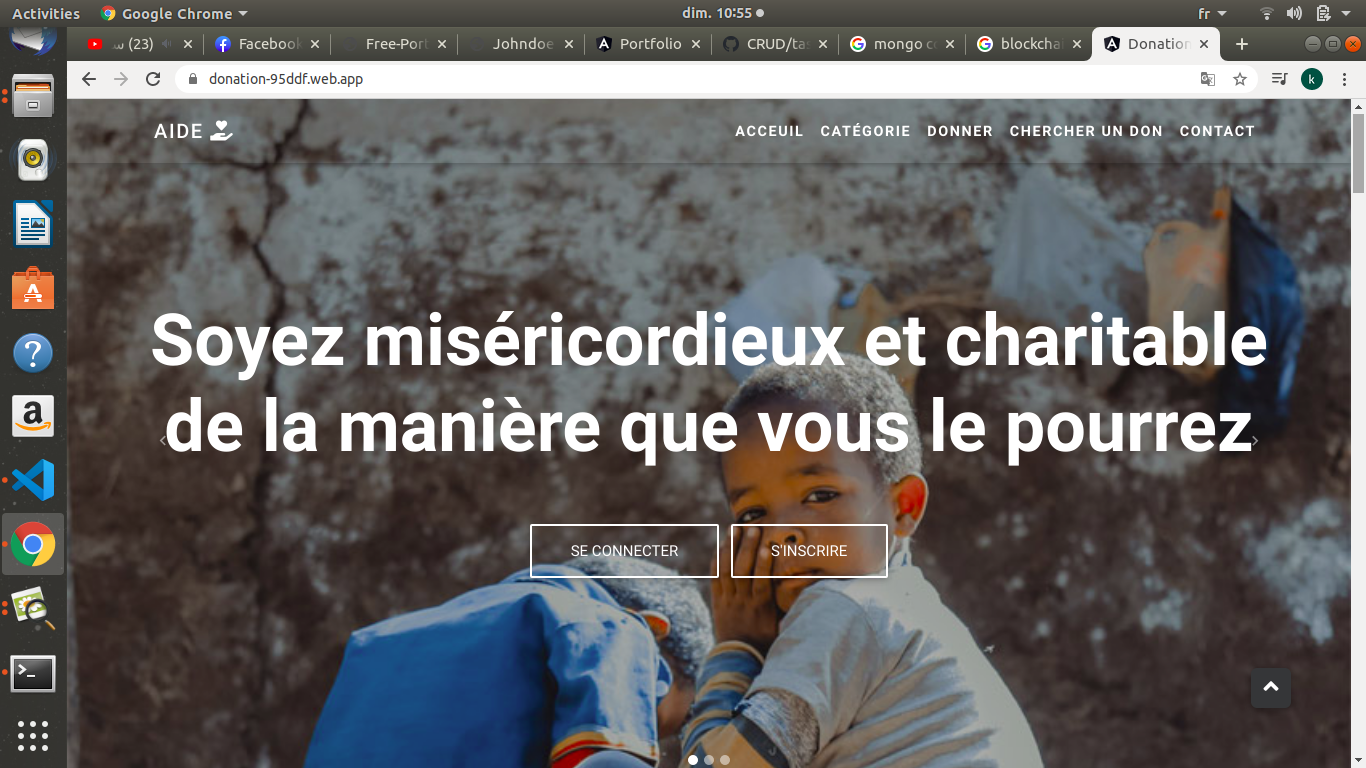 Activities Google Chrome dim. 10:55 fr
(23) Facebook Free-Port Johndoe Portfolio CRUD/tas mongo blockchai Donation
donation-95ddf.web.app k
AIDE ACCEUIL CATÉGORIE DONNER CHERCHER UN DON CONTACT
Soyez miséricordieux et charitable
de la manière que vous le pourrez
SE CONNECTER S'INSCRIRE